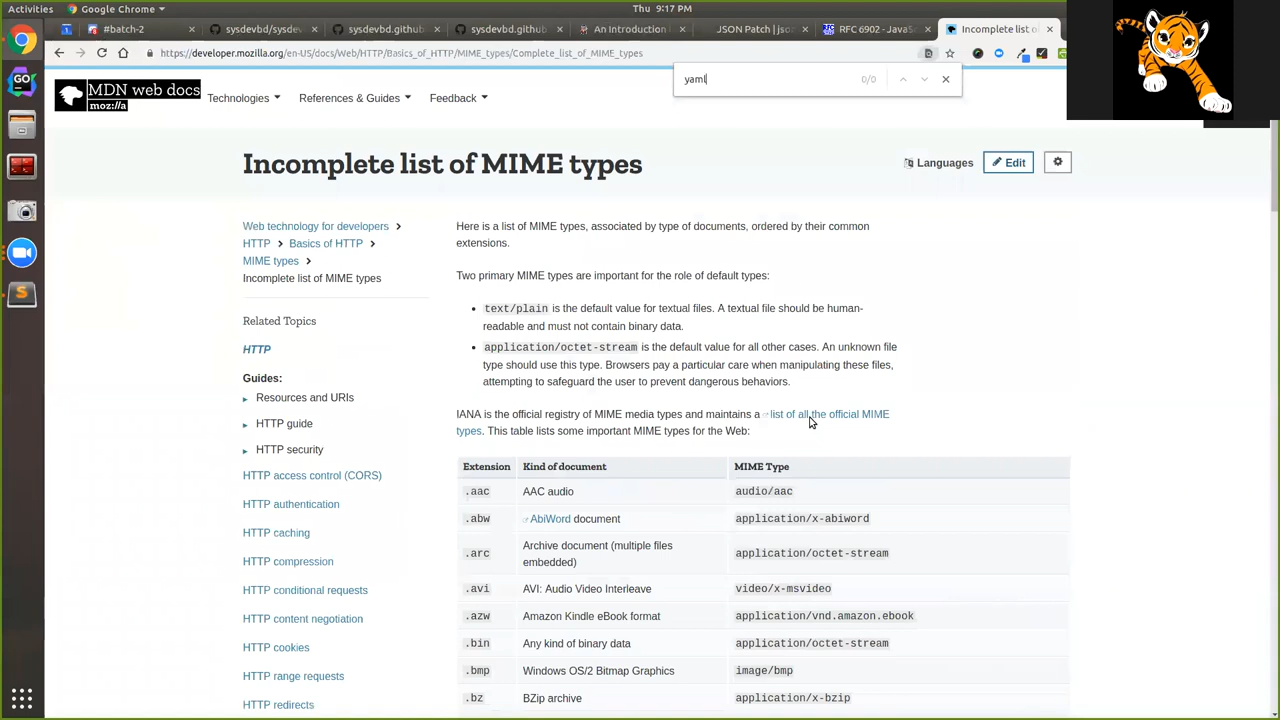 Activities
Google Chrome
Thu 9:17 PM
#batch-2
sysdevbd/sysdev
sysdevbd.github.
sysdevbd.github.
An Introduction
JSON Patch | jso
RFC 6902 - JavaS
Incomplete list o
https://developer.mozilla.org/en-US/docs/Web/HTTP/Basics_of_HTTP/MIME_types/Complete_list_of_MIME_types
yaml
0/0
MDN web docs
moz://a
Technologies
References & Guides
Feedback
Incomplete list of MIME types
Languages
Edit
Web technology for developers
HTTP
Basics of HTTP
MIME types
Incomplete list of MIME types
Related Topics
HTTP
Guides:
Resources and URIs
HTTP guide
HTTP security
HTTP access control (CORS)
HTTP authentication
HTTP caching
HTTP compression
HTTP conditional requests
HTTP content negotiation
HTTP cookies
HTTP range requests
HTTP redirects
Here is a list of MIME types, associated by type of documents, ordered by their common
extensions.
Two primary MIME types are important for the role of default types:
text/plain is the default value for textual files. A textual file should be human-
readable and must not contain binary data.
application/octet-stream is the default value for all other cases. An unknown file
type should use this type. Browsers pay a particular care when manipulating these files,
attempting to safeguard the user to prevent dangerous behaviors.
IANA is the official registry of MIME media types and maintains a list of all the official MIME
types. This table lists some important MIME types for the Web:
Extension Kind of document MIME Type
.aac AAC audio audio/aac
.abw AbiWord document application/x-abiword
.arc Archive document (multiple files
embedded) application/octet-stream
.avi AVI: Audio Video Interleave video/x-msvideo
.azw Amazon Kindle eBook format application/vnd.amazon.ebook
.bin Any kind of binary data application/octet-stream
.bmp Windows OS/2 Bitmap Graphics image/bmp
.bz BZip archive application/x-bzip
GO
S